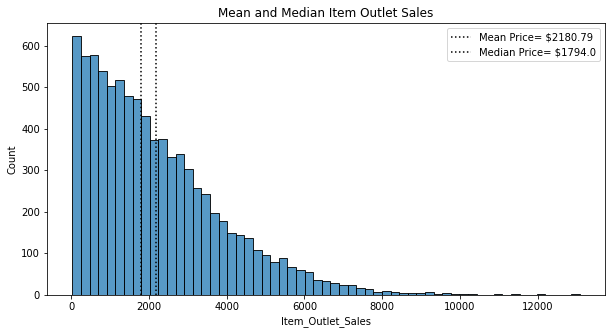 Mean and Median Item Outlet Sales
Mean Price= $2180.79
Median Price= $1794.0
600
500
400
300
200
100
0
Count
0 2000 4000 6000 8000 10000 12000
Item_Outlet_Sales